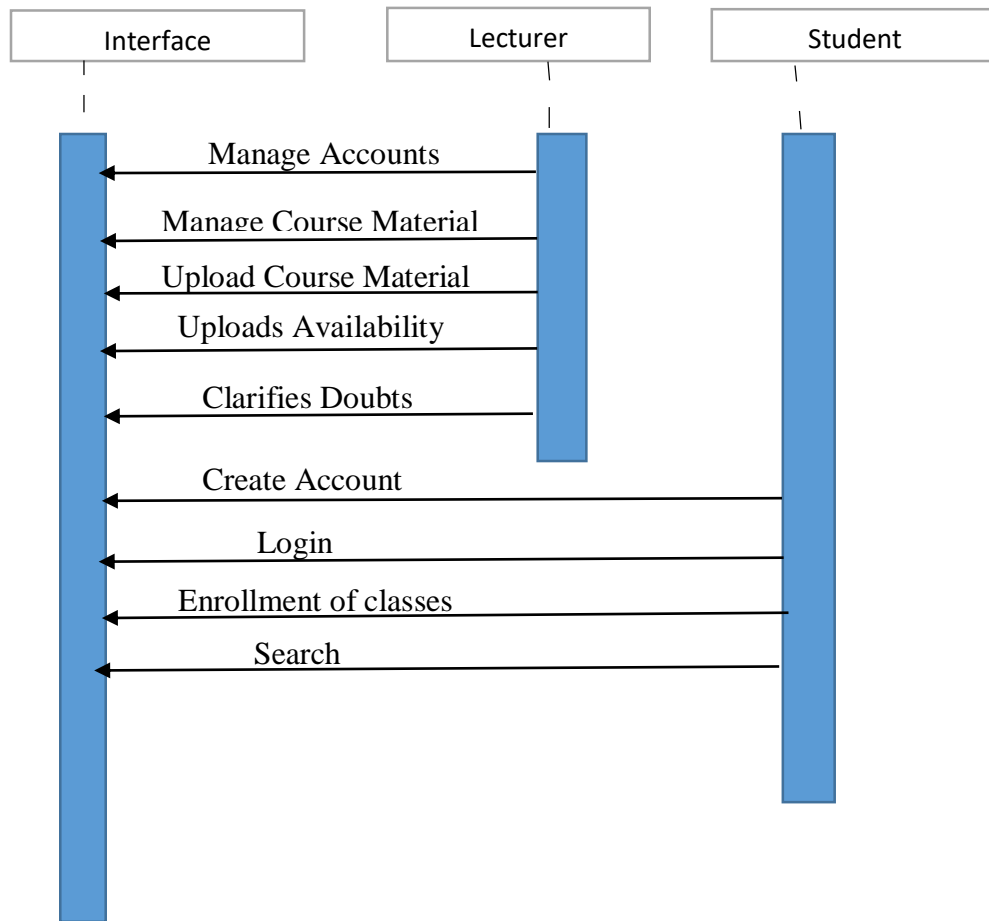 Interface
Lecturer
Student
Manage Accounts
Manage Course Material
Upload Course Material
Uploads Availability
Clarifies Doubts
Create Account
Login
Enrollment of classes
Search